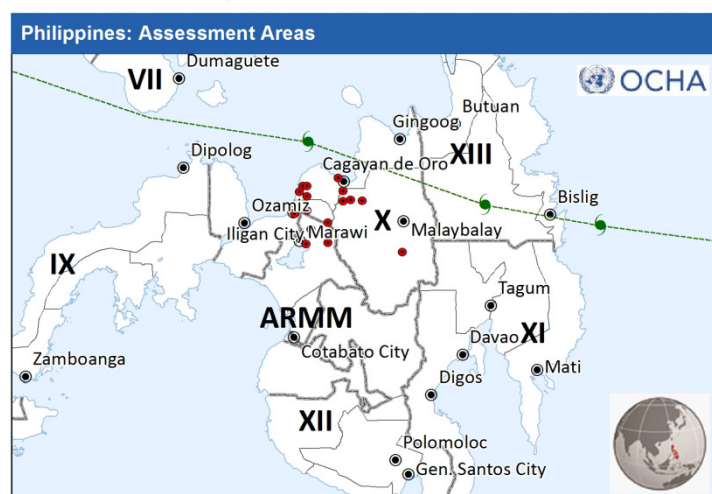 Philippines: Assessment Areas
Dumaguete
VII
OCHA
Butuan
Gingoog
XIII
Dipolog
Cagayan de Oro
Ozamiz
Bislig
X
Iligan City
Marawi
Malaybalay
IX
Tagum
ARMM
XI
Cotabato City
Davao
Zamboanga
Mati
Digos
XII
Polomoloc
Gen. Santos City